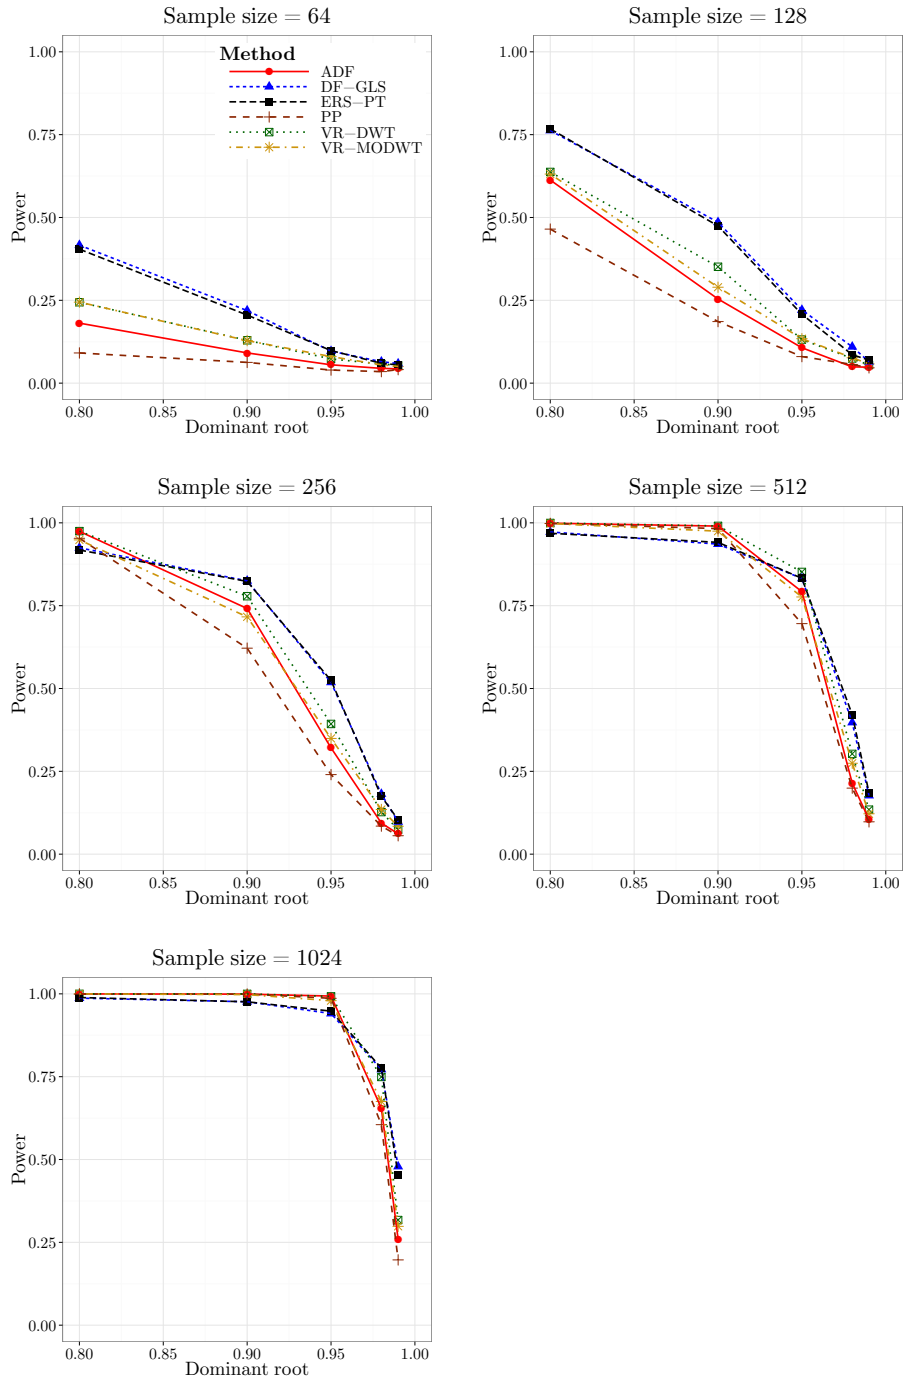 Sample size = 64
Sample size = 128
Method
ADF
DF−GLS
ERS−PT
PP
VR−DWT
VR−MODWT
1.00
0.75
0.50
0.25
0.00
Power
0.80
0.85
0.90
0.95
1.00
Dominant root
1.00
0.75
0.50
0.25
0.00
Power
0.80
0.85
0.90
0.95
1.00
Dominant root
Sample size = 256
Sample size = 512
1.00
0.75
0.50
0.25
0.00
Power
0.80
0.85
0.90
0.95
1.00
Dominant root
1.00
0.75
0.50
0.25
0.00
Power
0.80
0.85
0.90
0.95
1.00
Dominant root
Sample size = 1024
1.00
0.75
0.50
0.25
0.00
Power
0.80
0.85
0.90
0.95
1.00
Dominant root